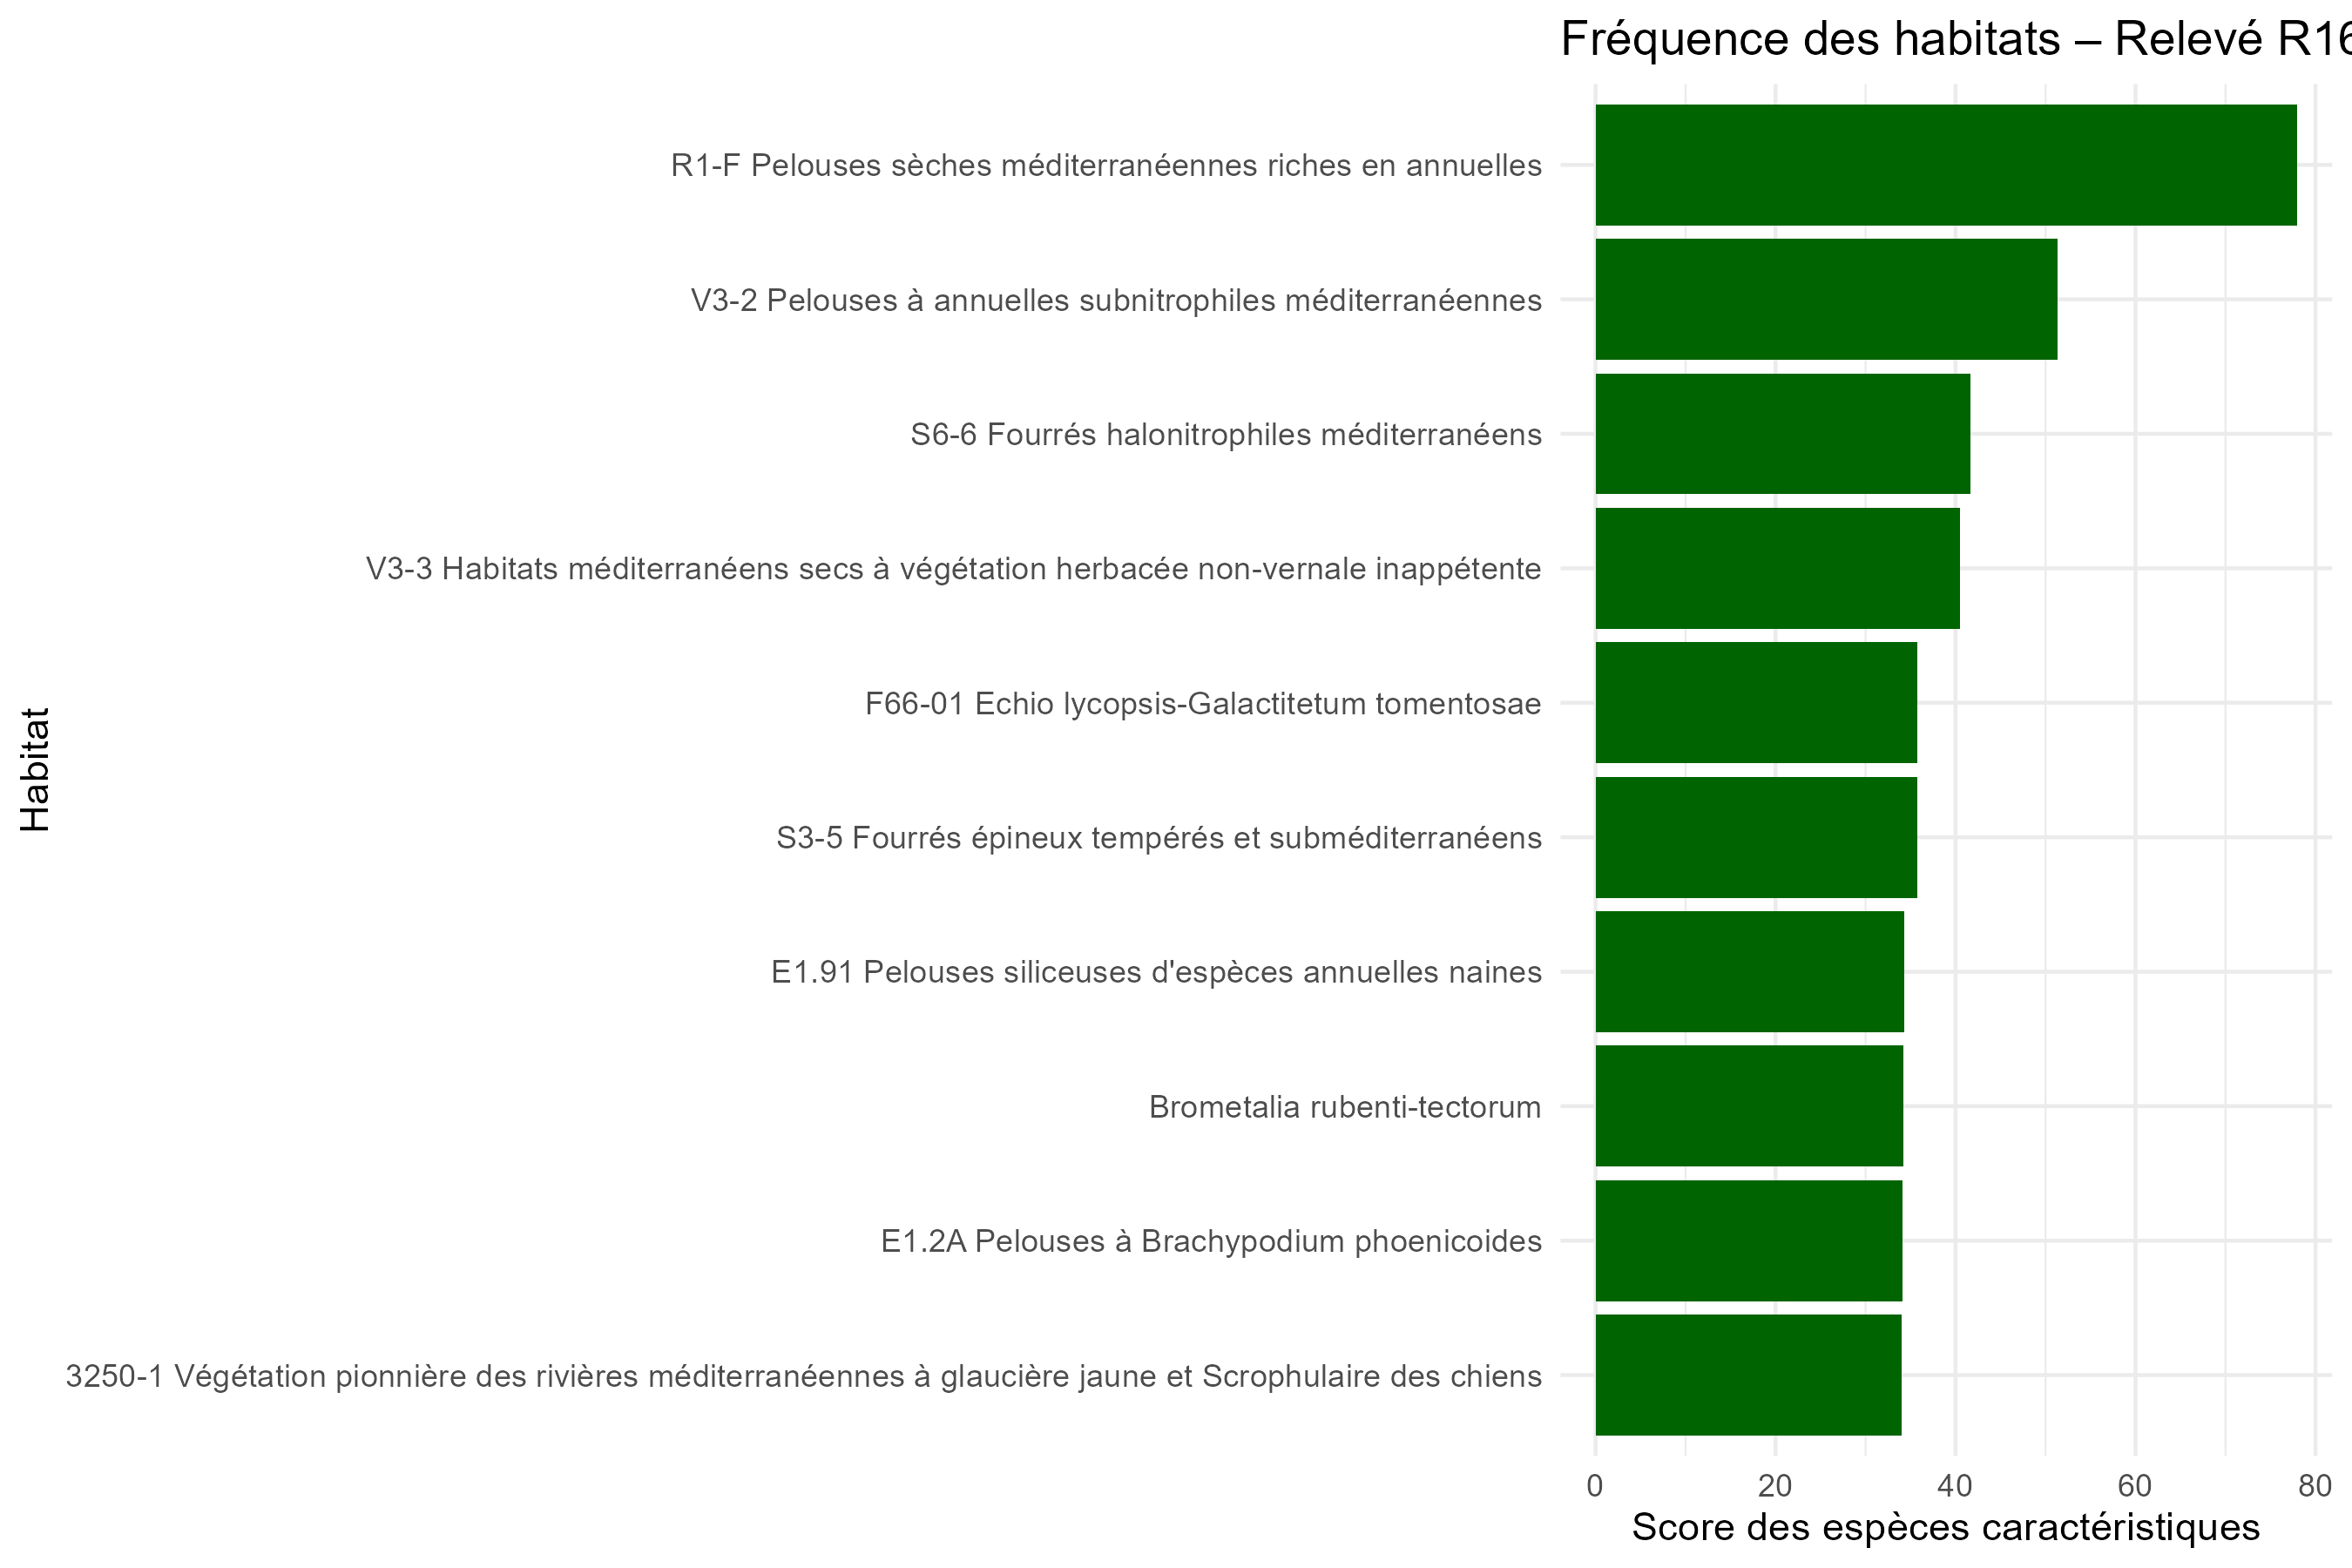 Fréquence des habitats – Relevé R16
R1-F Pelouses sèches méditerranéennes riches en annuelles
V3-2 Pelouses à annuelles subnitrophiles méditerranéennes
S6-6 Fourrés halonitrophiles méditerranéens
V3-3 Habitats méditerranéens secs à végétation herbacée non-vernale inappétente
F66-01 Echio lycopsis-Galactitetum tomentosae
S3-5 Fourrés épineux tempérés et subméditerranéens
E1.91 Pelouses siliceuses d'espèces annuelles naines
Brometalia rubenti-tectorum
E1.2A Pelouses à Brachypodium phoenicoides
3250-1 Végétation pionnière des rivières méditerranéennes à glaucière jaune et Scrophulaire des chiens
Habitat
0 20 40 60 80
Score des espèces caractéristiques